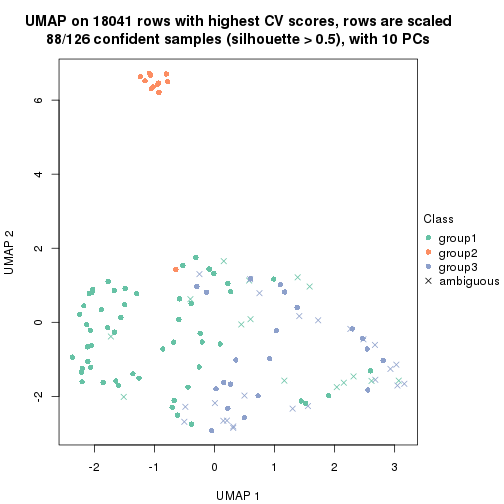 UMAP on 18041 rows with highest CV scores, rows are scaled
88/126 confident samples (silhouette > 0.5), with 10 PCs
UMAP 2
6
4
2
0
-2
-2
-1
0
1
2
3
UMAP 1
Class
group1
group2
group3
ambiguous